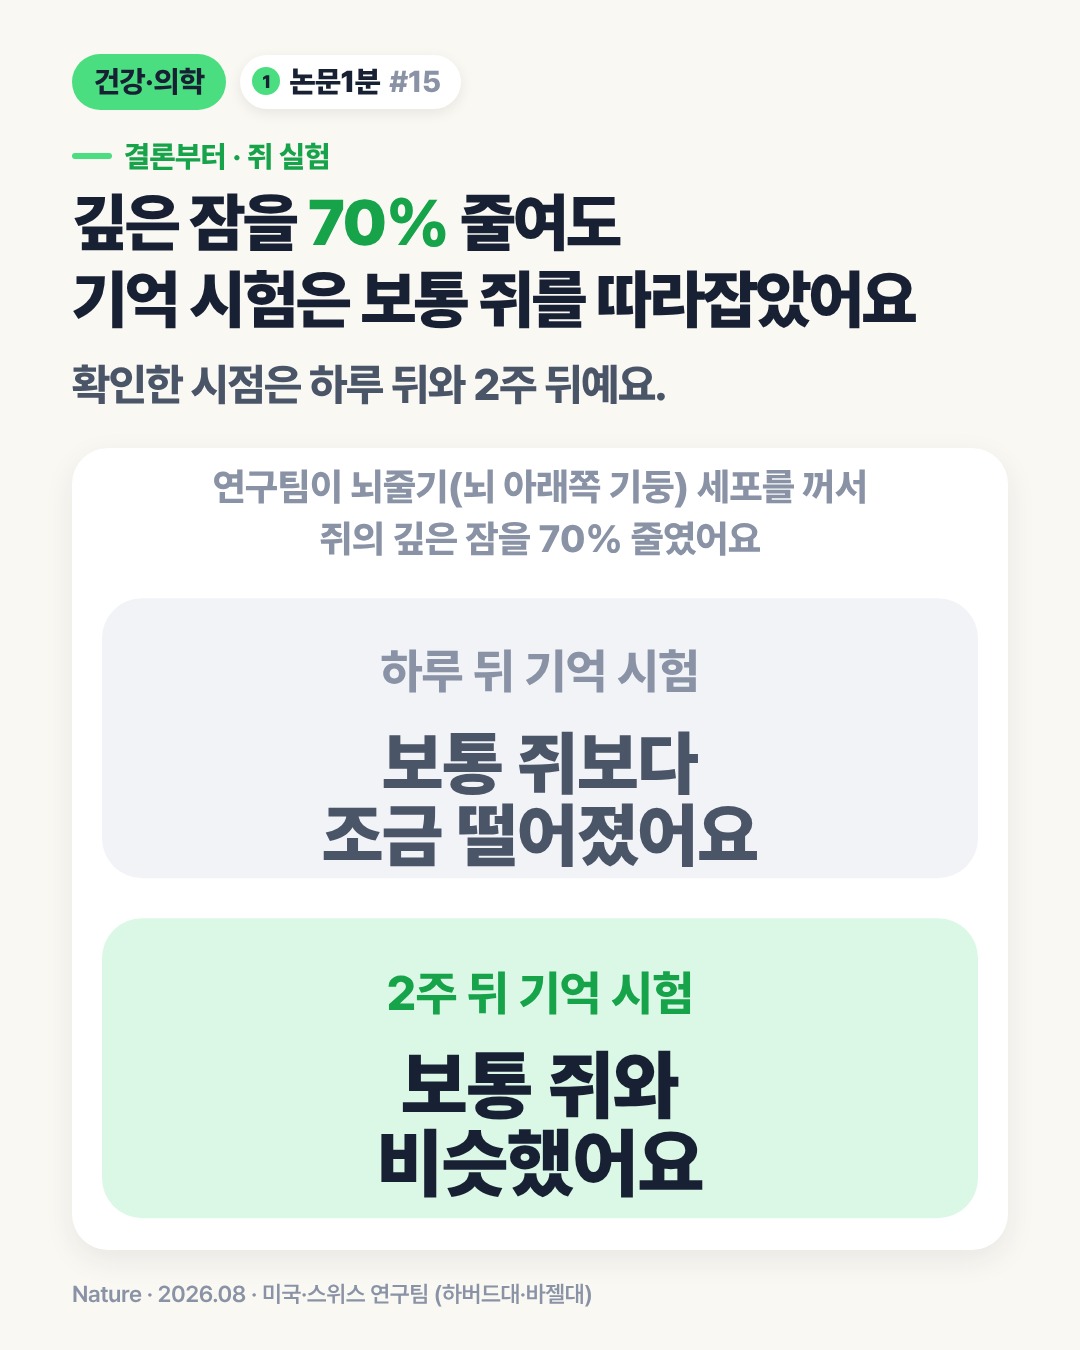 건강·의학
1 논문1분 #15
결론부터 · 쥐 실험
깊은 잠을 70% 줄여도
기억 시험은 보통 쥐를 따라잡았어요
확인한 시점은 하루 뒤와 2주 뒤예요.
연구팀이 뇌줄기(뇌 아래쪽 기둥) 세포를 꺼서
쥐의 깊은 잠을 70% 줄였어요
하루 뒤 기억 시험
보통 쥐보다
조금 떨어졌어요
2주 뒤 기억 시험
보통 쥐와
비슷했어요
Nature · 2026.08 · 미국·스위스 연구팀 (하버드대·바젤대)